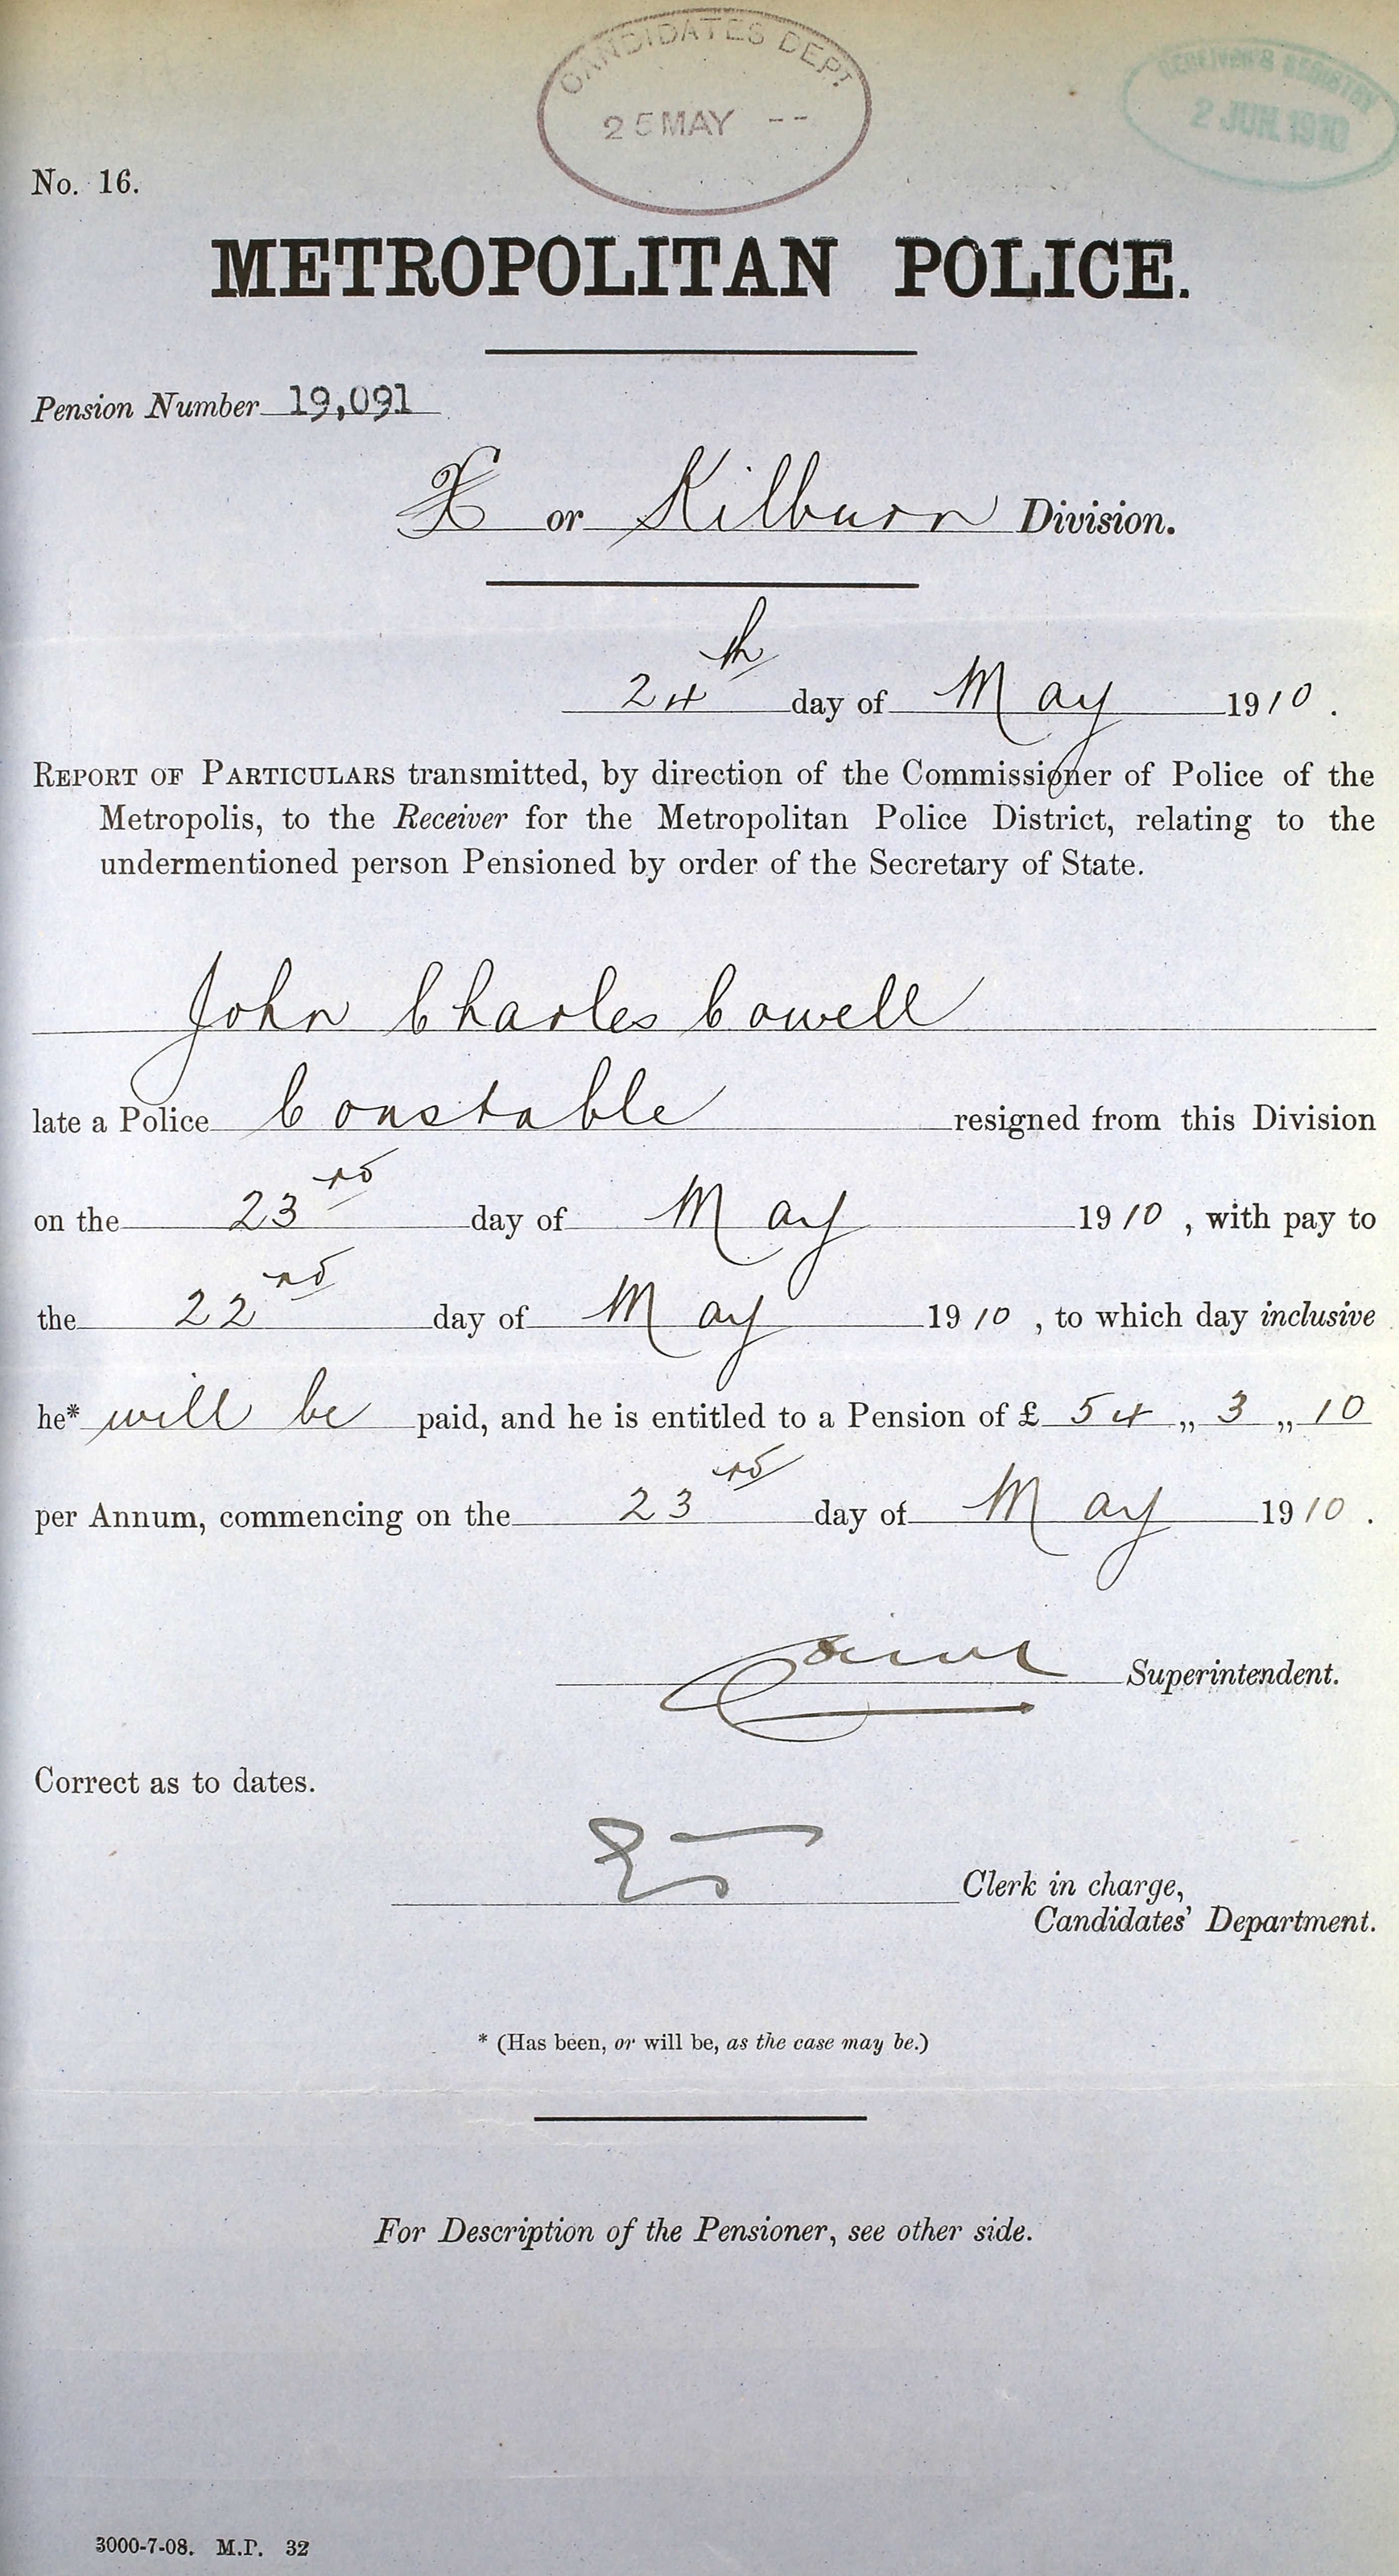 CANDIDATES DEPT
25 MAY --
RECEIVER'S REGISTRY
2 JUN. 1910
No. 16.
METROPOLITAN POLICE.
Pension Number 19,091
X or Kilburn Division.
24th day of May 1910.
REPORT OF PARTICULARS transmitted, by direction of the Commissioner of Police of the
Metropolis, to the Receiver for the Metropolitan Police District, relating to the
undermentioned person Pensioned by order of the Secretary of State.
John Charles Cowell
late a Police Constable resigned from this Division
on the 23rd day of May 1910, with pay to
the 22nd day of May 1910, to which day inclusive
he* will be paid, and he is entitled to a Pension of £ 54 „ 3 „ 10
per Annum, commencing on the 23rd day of May 1910.
Superintendent.
Correct as to dates.
Clerk in charge,
Candidates' Department.
* (Has been, or will be, as the case may be.)
For Description of the Pensioner, see other side.
3000-7-08. M.P. 32